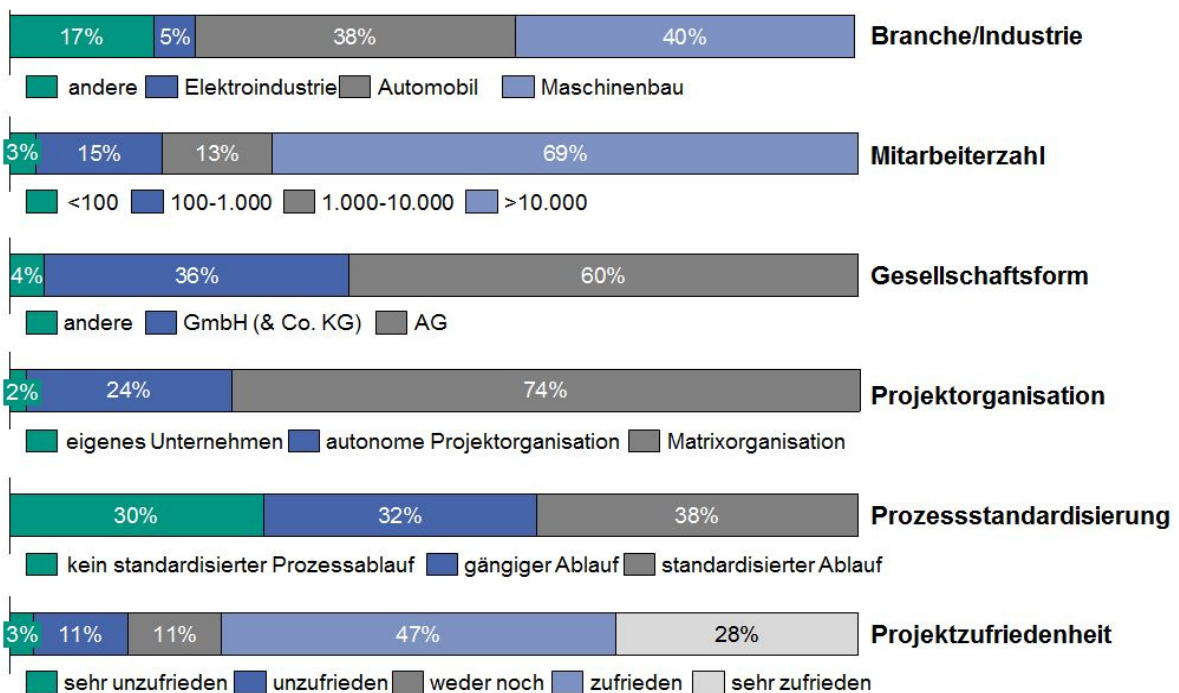 17% 5% 38% 40% Branche/Industrie
andere Elektroindustrie Automobil Maschinenbau
3% 15% 13% 69% Mitarbeiterzahl
<100 100-1.000 1.000-10.000 >10.000
4% 36% 60% Gesellschaftsform
andere GmbH (& Co. KG) AG
2% 24% 74% Projektorganisation
eigenes Unternehmen autonome Projektorganisation Matrixorganisation
30% 32% 38% Prozessstandardisierung
kein standardisierter Prozessablauf gängiger Ablauf standardisierter Ablauf
3% 11% 11% 47% 28% Projektzufriedenheit
sehr unzufrieden unzufrieden weder noch zufrieden sehr zufrieden